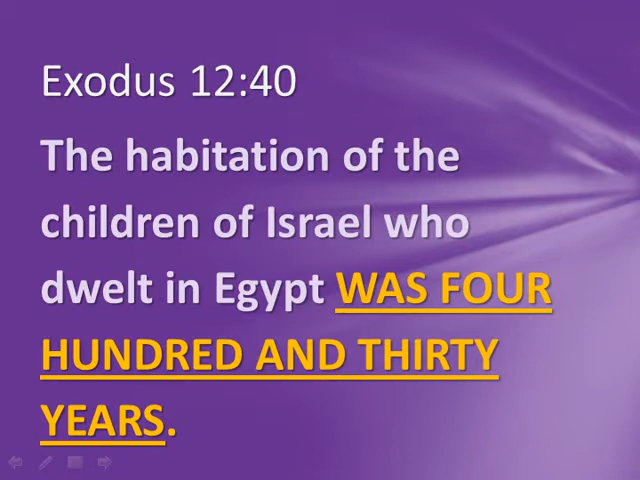 Exodus 12:40
The habitation of the
children of Israel who
dwelt in Egypt WAS FOUR
HUNDRED AND THIRTY
YEARS.